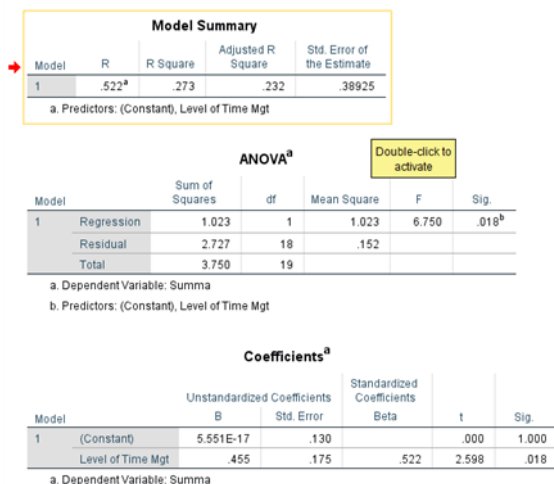 Model Summary
Model R R Square Adjusted R Square Std. Error of the Estimate
1 .522a .273 .232 .38925
a. Predictors: (Constant), Level of Time Mgt
ANOVAa
Double-click to activate
Model Sum of Squares df Mean Square F Sig.
1 Regression 1.023 1 1.023 6.750 .018b
Residual 2.727 18 .152
Total 3.750 19
a. Dependent Variable: Summa
b. Predictors: (Constant), Level of Time Mgt
Coefficientsa
Unstandardized Coefficients Standardized Coefficients
Model B Std. Error Beta t Sig.
1 (Constant) 5.551E-17 .130 .000 1.000
Level of Time Mgt .455 .175 .522 2.598 .018
a. Dependent Variable: Summa